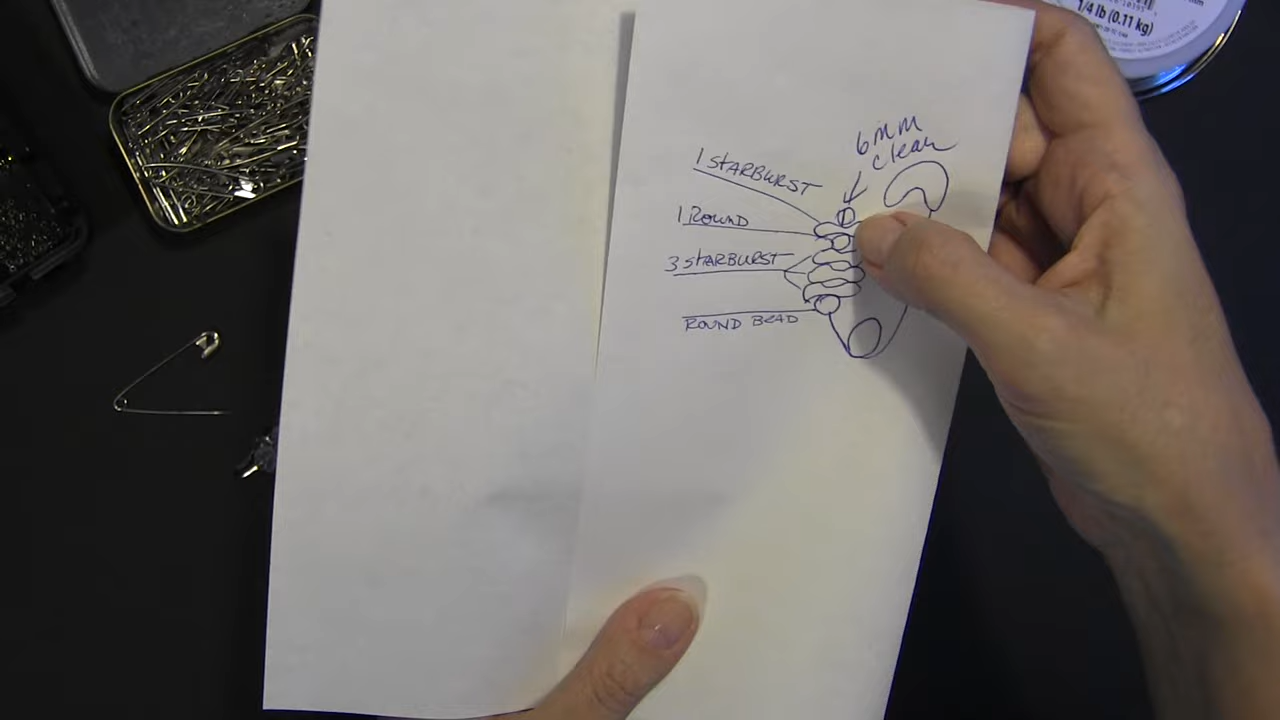 1/4 lb (0.11 kg)
6mm
clear
1 STARBURST
1 ROUND
3 STARBURST
ROUND BEAD